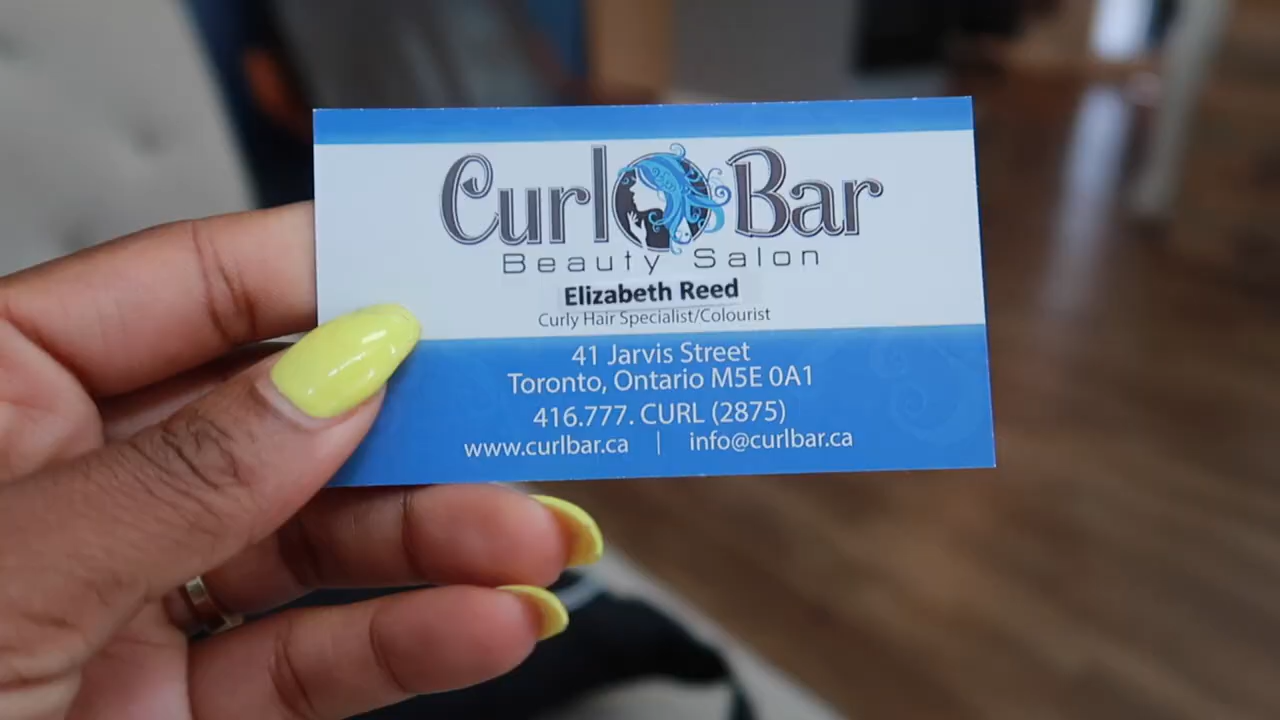 Curl Bar
Beauty Salon
Elizabeth Reed
Curly Hair Specialist/Colourist
41 Jarvis Street
Toronto, Ontario M5E 0A1
416.777. CURL (2875)
www.curlbar.ca | info@curlbar.ca